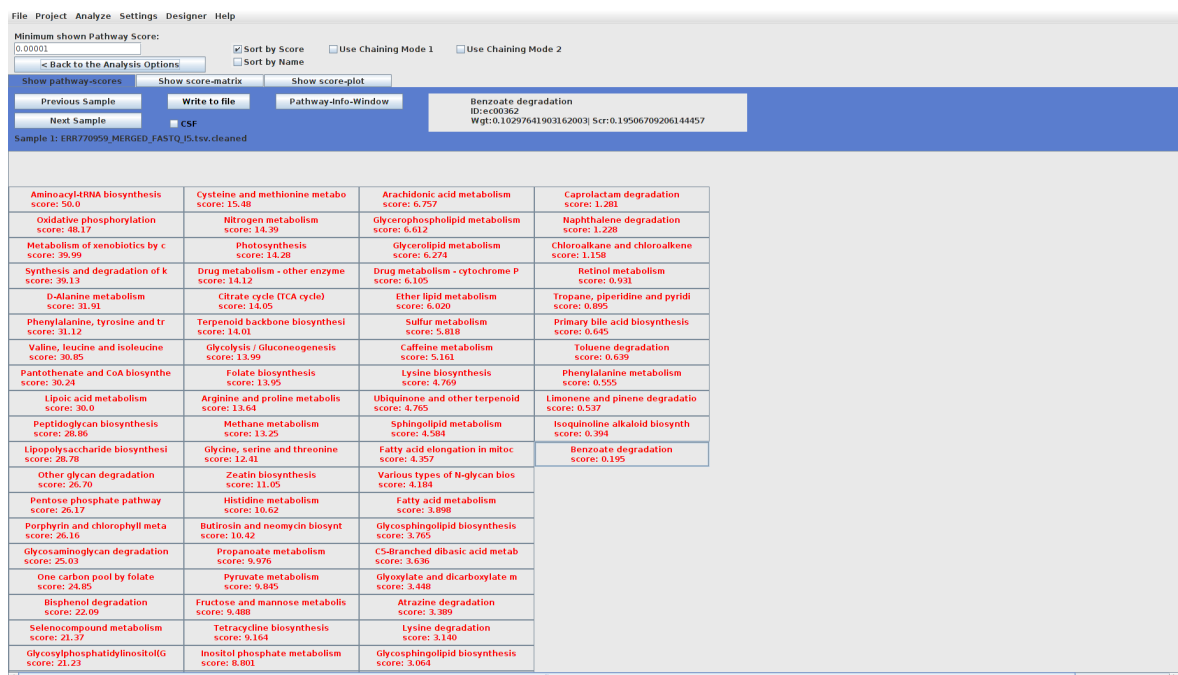 File Project Analyze Settings Designer Help
Minimum shown Pathway Score:
0.00001
Sort by Score Use Chaining Mode 1 Use Chaining Mode 2
< Back to the Analysis Options
Sort by Name
Show pathway-scores Show score-matrix Show score-plot
Previous Sample Write to file Pathway-Info-Window
Next Sample CSF
Benzoate degradation
ID:ec00362
Wgt:0.10297641903162003| Scr:0.19506709206144457
Sample 1: ERR770959_MERGED_FASTQ_I5.tsv.cleaned
Aminoacyl-tRNA biosynthesis
score: 50.0
Oxidative phosphorylation
score: 48.17
Metabolism of xenobiotics by c
score: 39.99
Synthesis and degradation of k
score: 39.13
D-Alanine metabolism
score: 31.91
Phenylalanine, tyrosine and tr
score: 31.12
Valine, leucine and isoleucine
score: 30.85
Pantothenate and CoA biosynthe
score: 30.24
Lipoic acid metabolism
score: 30.0
Peptidoglycan biosynthesis
score: 28.86
Lipopolysaccharide biosynthesi
score: 28.78
Other glycan degradation
score: 26.70
Pentose phosphate pathway
score: 26.17
Porphyrin and chlorophyll meta
score: 26.16
Glycosaminoglycan degradation
score: 25.03
One carbon pool by folate
score: 24.85
Bisphenol degradation
score: 22.09
Selenocompound metabolism
score: 21.37
Glycosylphosphatidylinositol(G
score: 21.23
Cysteine and methionine metabo
score: 15.48
Nitrogen metabolism
score: 14.39
Photosynthesis
score: 14.28
Drug metabolism - other enzyme
score: 14.12
Citrate cycle (TCA cycle)
score: 14.05
Terpenoid backbone biosynthesi
score: 14.01
Glycolysis / Gluconeogenesis
score: 13.99
Folate biosynthesis
score: 13.95
Arginine and proline metabolis
score: 13.64
Methane metabolism
score: 13.25
Glycine, serine and threonine
score: 12.41
Zeatin biosynthesis
score: 11.05
Histidine metabolism
score: 10.62
Butirosin and neomycin biosynt
score: 10.42
Propanoate metabolism
score: 9.976
Pyruvate metabolism
score: 9.845
Fructose and mannose metabolis
score: 9.488
Tetracycline biosynthesis
score: 9.164
Inositol phosphate metabolism
score: 8.801
Arachidonic acid metabolism
score: 6.757
Glycerophospholipid metabolism
score: 6.612
Glycerolipid metabolism
score: 6.274
Drug metabolism - cytochrome P
score: 6.105
Ether lipid metabolism
score: 6.020
Sulfur metabolism
score: 5.818
Caffeine metabolism
score: 5.161
Lysine biosynthesis
score: 4.769
Ubiquinone and other terpenoid
score: 4.765
Sphingolipid metabolism
score: 4.584
Fatty acid elongation in mitoc
score: 4.357
Various types of N-glycan bios
score: 4.184
Fatty acid metabolism
score: 3.898
Glycosphingolipid biosynthesis
score: 3.765
C5-Branched dibasic acid metab
score: 3.636
Glyoxylate and dicarboxylate m
score: 3.448
Atrazine degradation
score: 3.389
Lysine degradation
score: 3.140
Glycosphingolipid biosynthesis
score: 3.064
Caprolactam degradation
score: 1.281
Naphthalene degradation
score: 1.228
Chloroalkane and chloroalkene
score: 1.158
Retinol metabolism
score: 0.931
Tropane, piperidine and pyridi
score: 0.895
Primary bile acid biosynthesis
score: 0.645
Toluene degradation
score: 0.639
Phenylalanine metabolism
score: 0.555
Limonene and pinene degradatio
score: 0.537
Isoquinoline alkaloid biosynth
score: 0.394
Benzoate degradation
score: 0.195